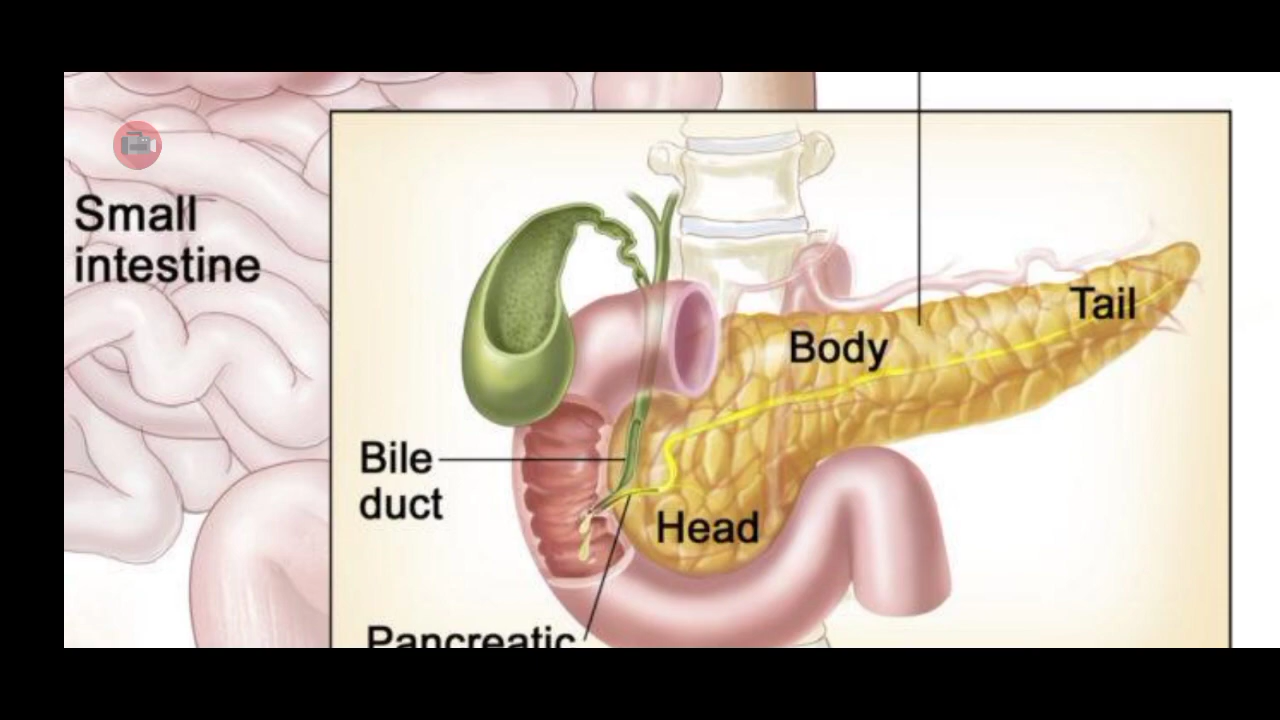 Small
intestine
Tail
Body
Bile
duct
Head
Pancreatic